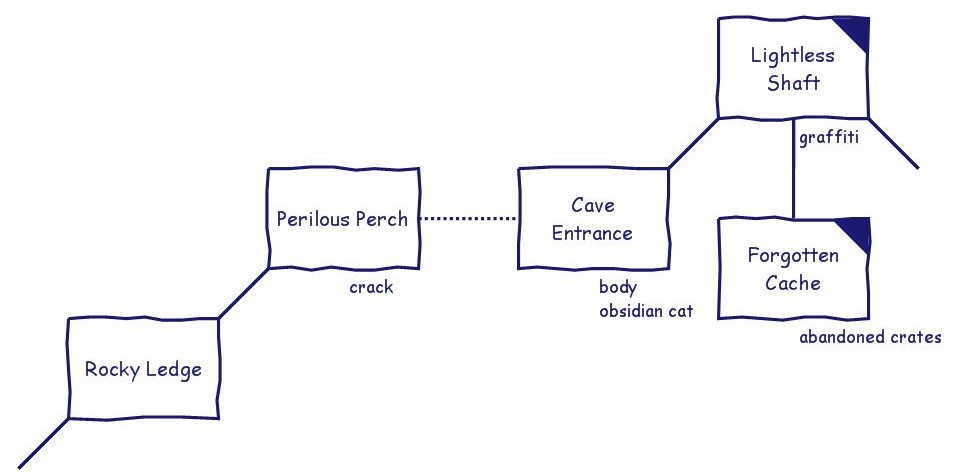 Lightless
Shaft
graffiti
Perilous Perch
crack
Cave
Entrance
body
obsidian cat
Forgotten
Cache
abandoned crates
Rocky Ledge